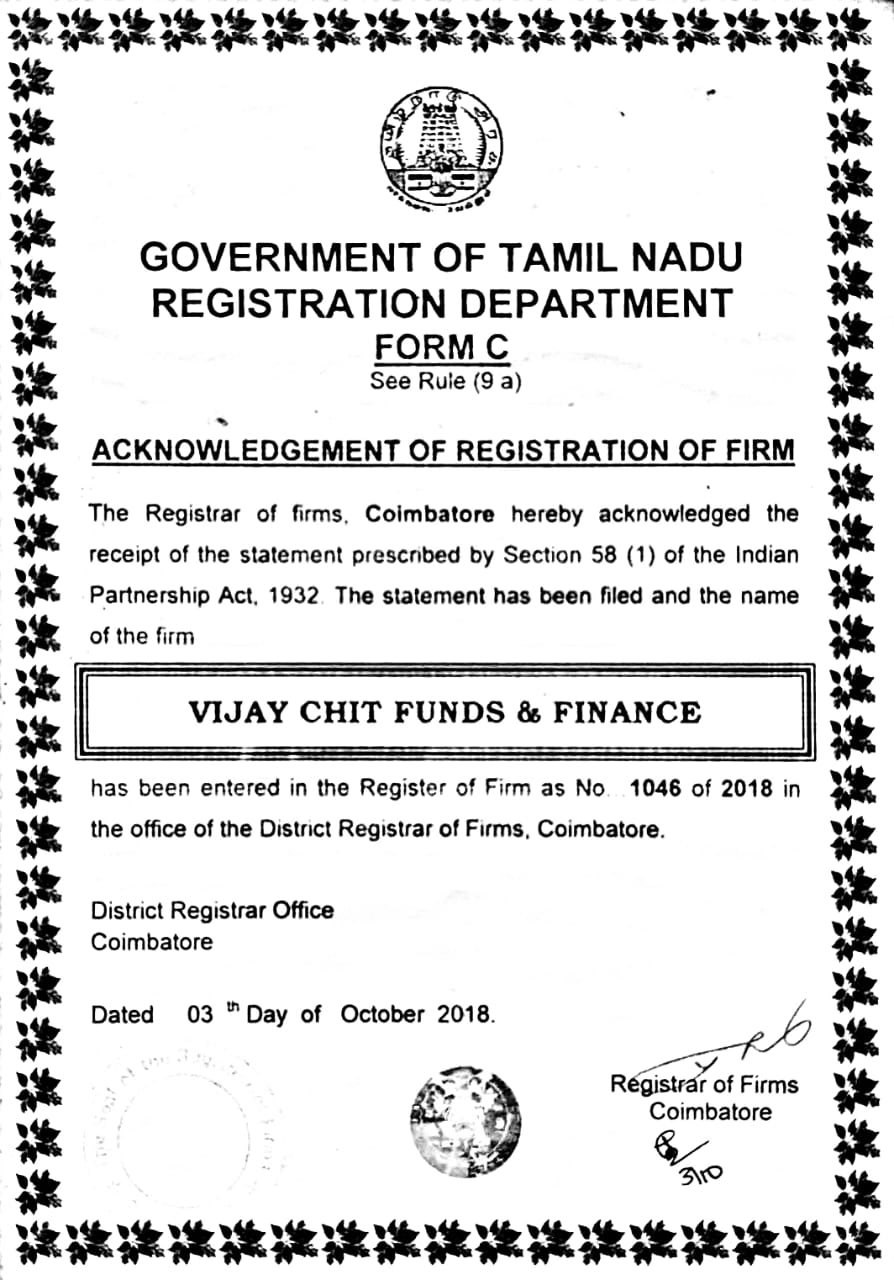 GOVERNMENT OF TAMIL NADU
REGISTRATION DEPARTMENT
FORM C
See Rule (9 a)
ACKNOWLEDGEMENT OF REGISTRATION OF FIRM
The Registrar of firms, Coimbatore hereby acknowledged the
receipt of the statement prescribed by Section 58 (1) of the Indian
Partnership Act, 1932. The statement has been filed and the name
of the firm
VIJAY CHIT FUNDS & FINANCE
has been entered in the Register of Firm as No. 1046 of 2018 in
the office of the District Registrar of Firms, Coimbatore.
District Registrar Office
Coimbatore
Dated 03 th Day of October 2018.
Registrar of Firms
Coimbatore
3/10